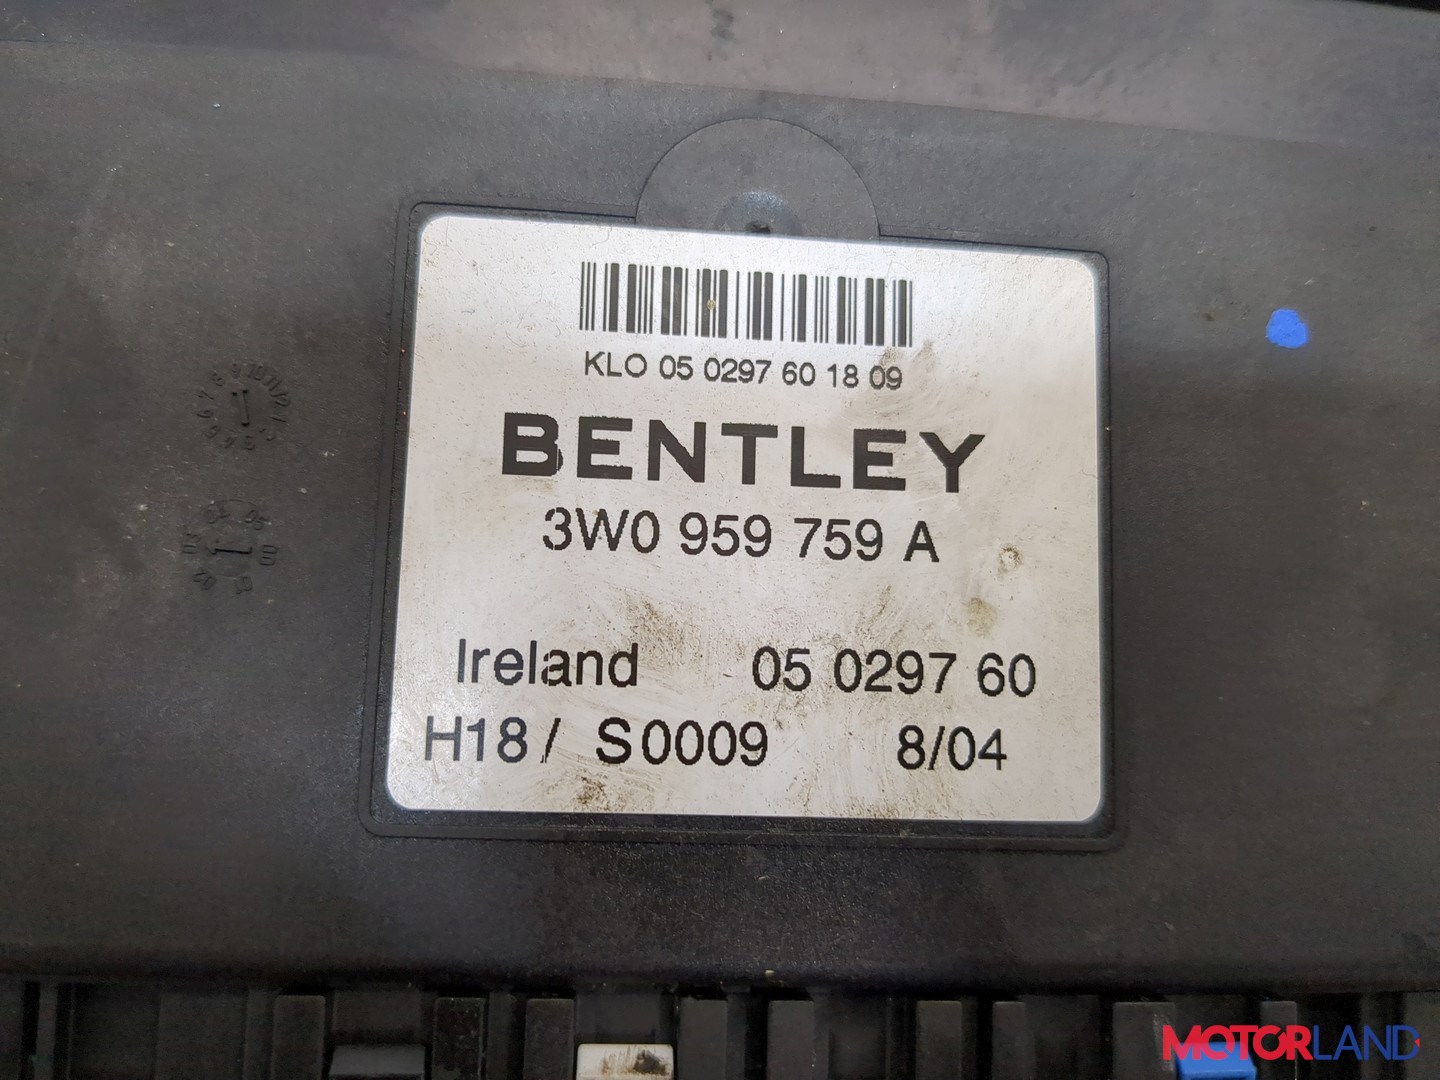 KLO 05 0297 60 18 09
BENTLEY
3W0 959 759 A
Ireland 05 0297 60
H18 / S0009 8/04
MOTORLAND